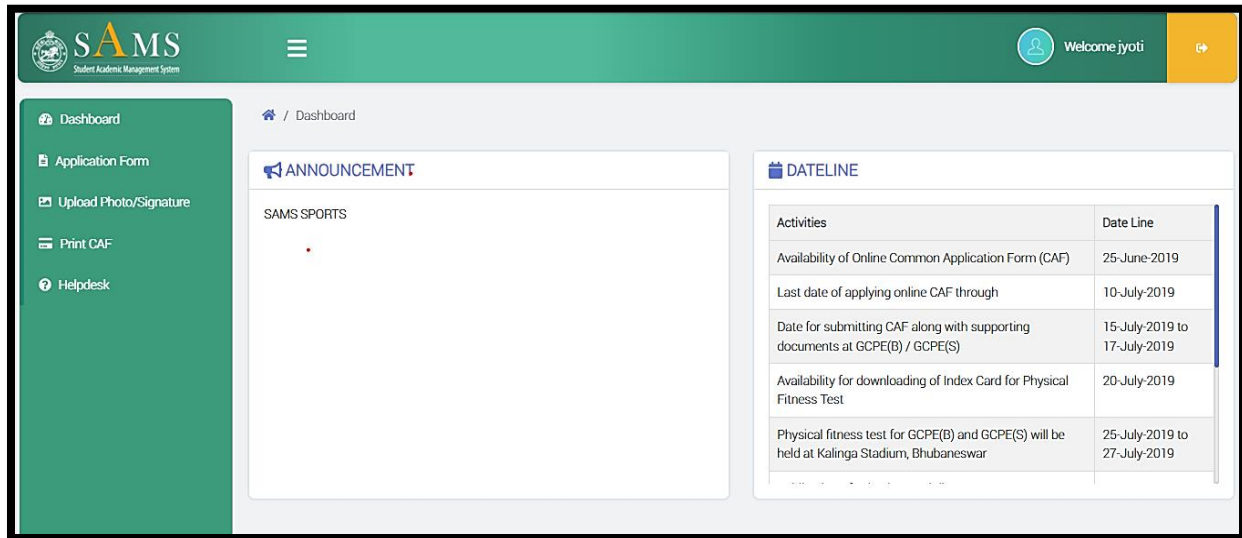 SAMS
Student Academic Management System
Welcome jyoti
Dashboard
Application Form
Upload Photo/Signature
Print CAF
Helpdesk
/ Dashboard
ANNOUNCEMENT
SAMS SPORTS
DATELINE
Activities Date Line
Availability of Online Common Application Form (CAF) 25-June-2019
Last date of applying online CAF through 10-July-2019
Date for submitting CAF along with supporting 15-July-2019 to
documents at GCPE(B) / GCPE(S) 17-July-2019
Availability for downloading of Index Card for Physical 20-July-2019
Fitness Test
Physical fitness test for GCPE(B) and GCPE(S) will be 25-July-2019 to
held at Kalinga Stadium, Bhubaneswar 27-July-2019